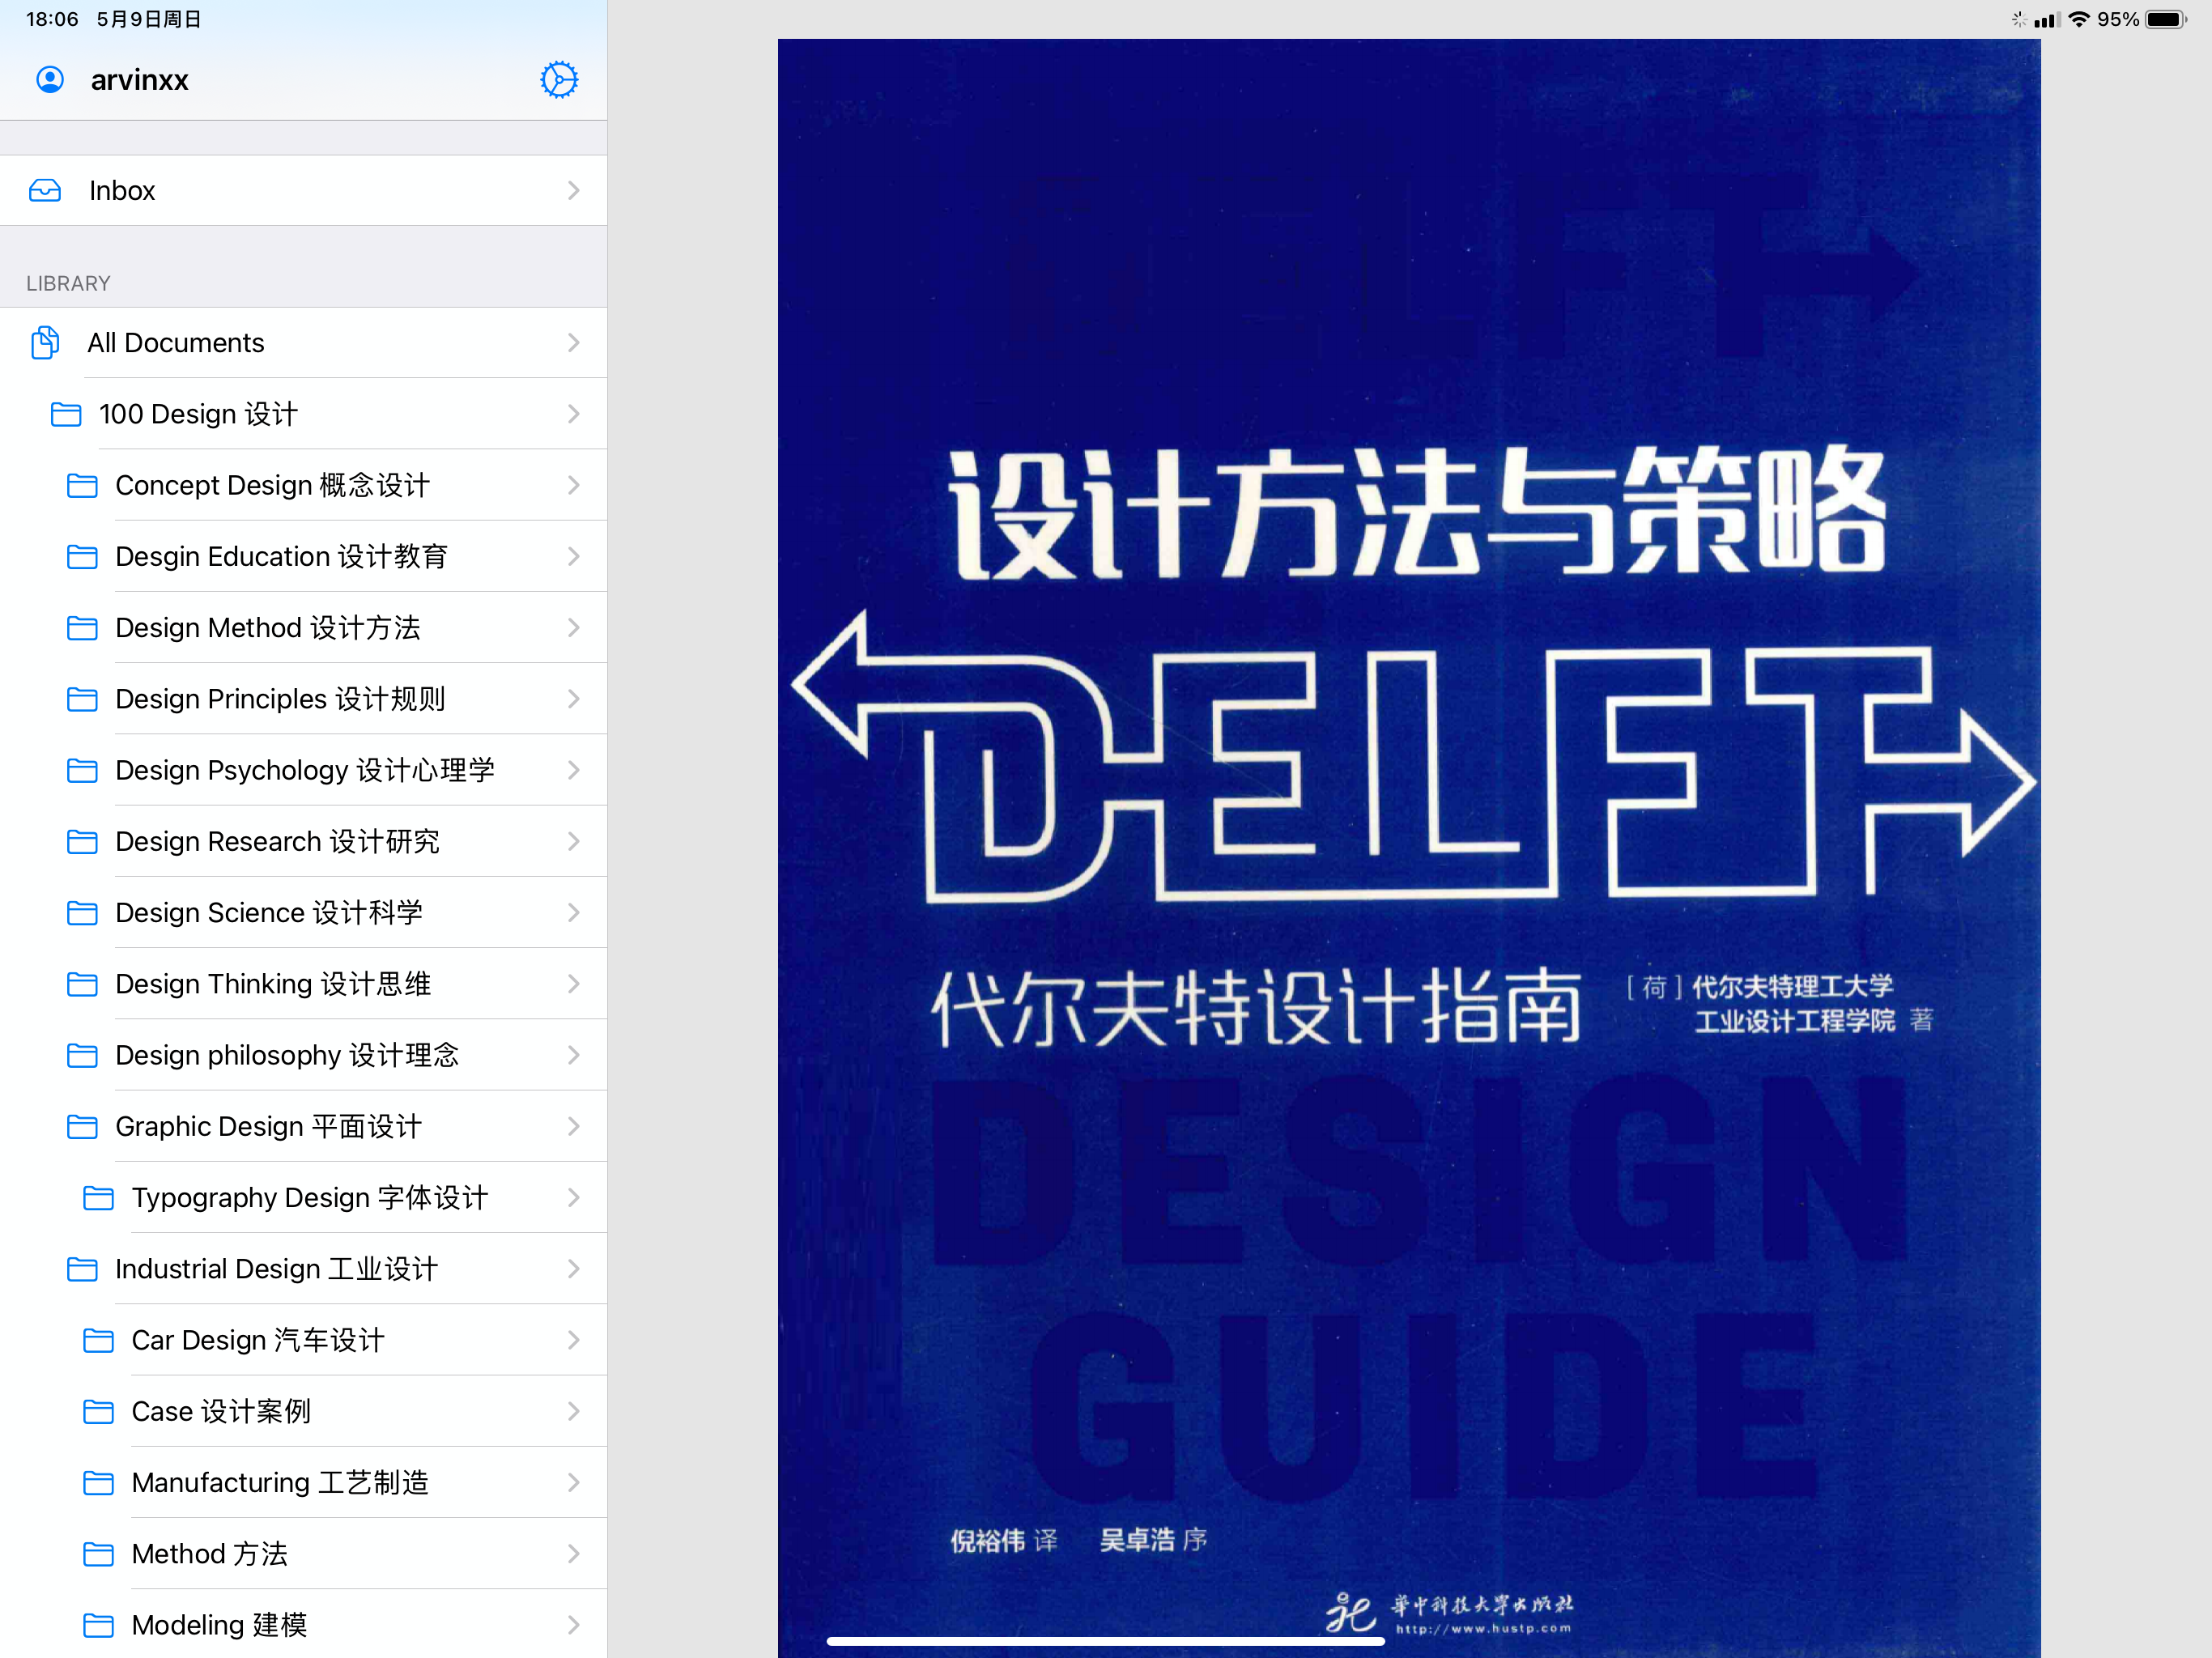 18:06 5月9日周日
95%
arvinxx
Inbox
LIBRARY
All Documents
100 Design 设计
Concept Design 概念设计
Desgin Education 设计教育
Design Method 设计方法
Design Principles 设计规则
Design Psychology 设计心理学
Design Research 设计研究
Design Science 设计科学
Design Thinking 设计思维
Design philosophy 设计理念
Graphic Design 平面设计
Typography Design 字体设计
Industrial Design 工业设计
Car Design 汽车设计
Case 设计案例
Manufacturing 工艺制造
Method 方法
Modeling 建模
设计方法与策略
DELFT
代尔夫特设计指南
[荷] 代尔夫特理工大学
工业设计工程学院 著
DESIGN
GUIDE
倪裕伟 译 吴卓浩 序
華中科技大学出版社
http://www.hustp.com